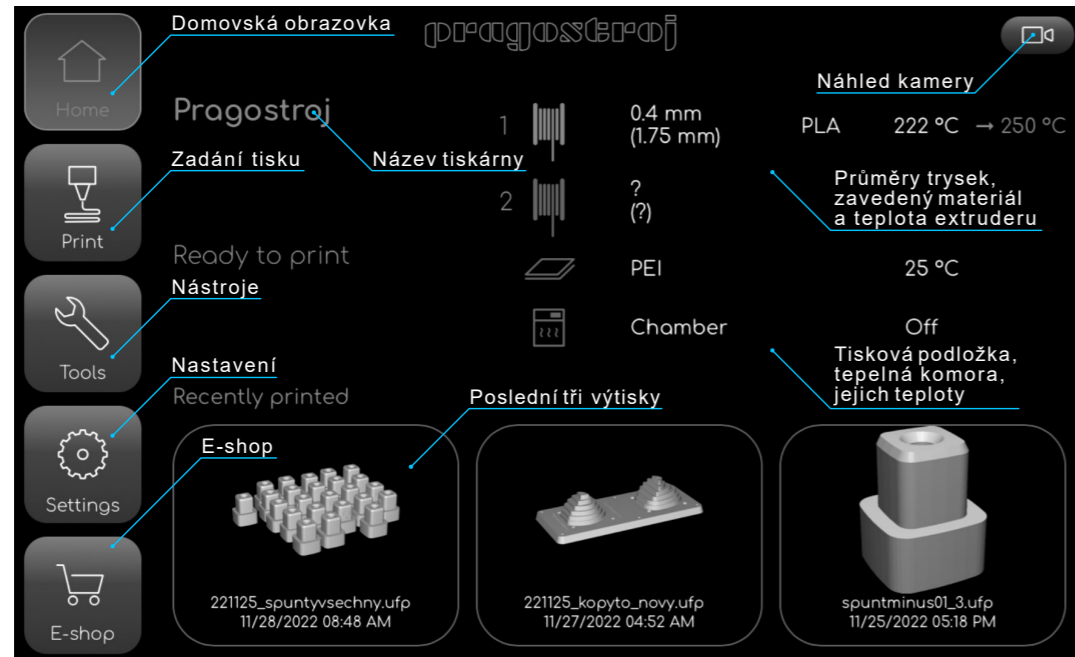 Domovská obrazovka
pragostroj
Náhled kamery
Home
Pragostroj
1
0.4 mm
(1.75 mm)
PLA
222 °C
→ 250 °C
Zadání tisku
Název tiskárny
Průměry trysek,
zavedený materiál
a teplota extruderu
2
?
(?)
Print
Ready to print
PEI
25 °C
Nástroje
Chamber
Off
Tools
Nastavení
Tisková podložka,
tepelná komora,
jejich teploty
Recently printed
Poslední tři výtisky
E-shop
Settings
221125_spuntyvsechny.ufp
11/28/2022 08:48 AM
221125_kopyto_novy.ufp
11/27/2022 04:52 AM
spuntminus01_3.ufp
11/25/2022 05:18 PM
E-shop